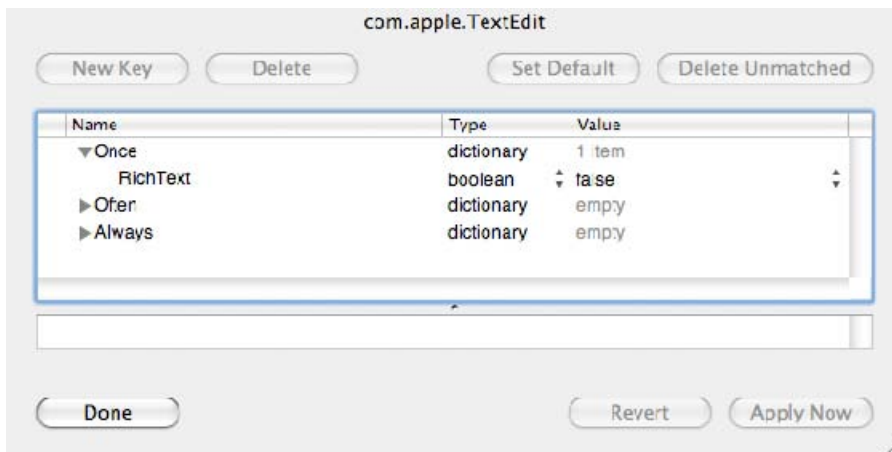 com.apple.TextEdit
New Key Delete Set Default Delete Unmatched
Name Type Value
Once dictionary 1 item
RichText boolean false
Often dictionary empty
Always dictionary empty
Done Revert Apply Now